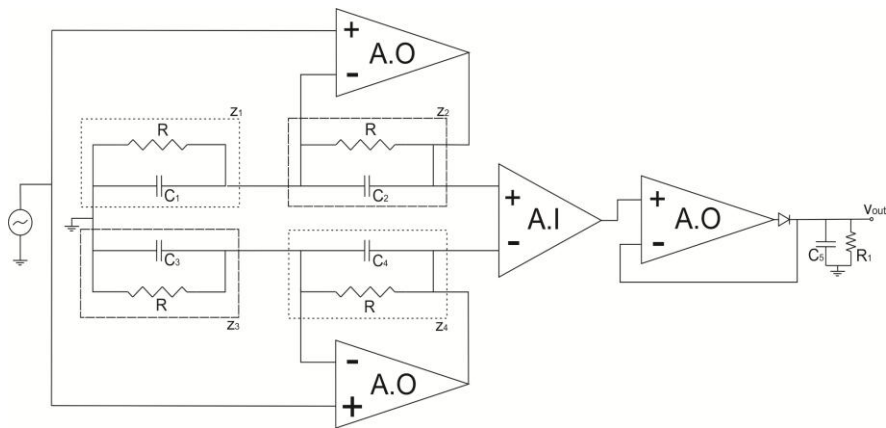 +
A.O
-
Z1
Z2
R
R
C1
C2
+
A.I
-
+
A.O
-
Vout
C5
R1
C3
C4
R
R
Z3
Z4
-
A.O
+